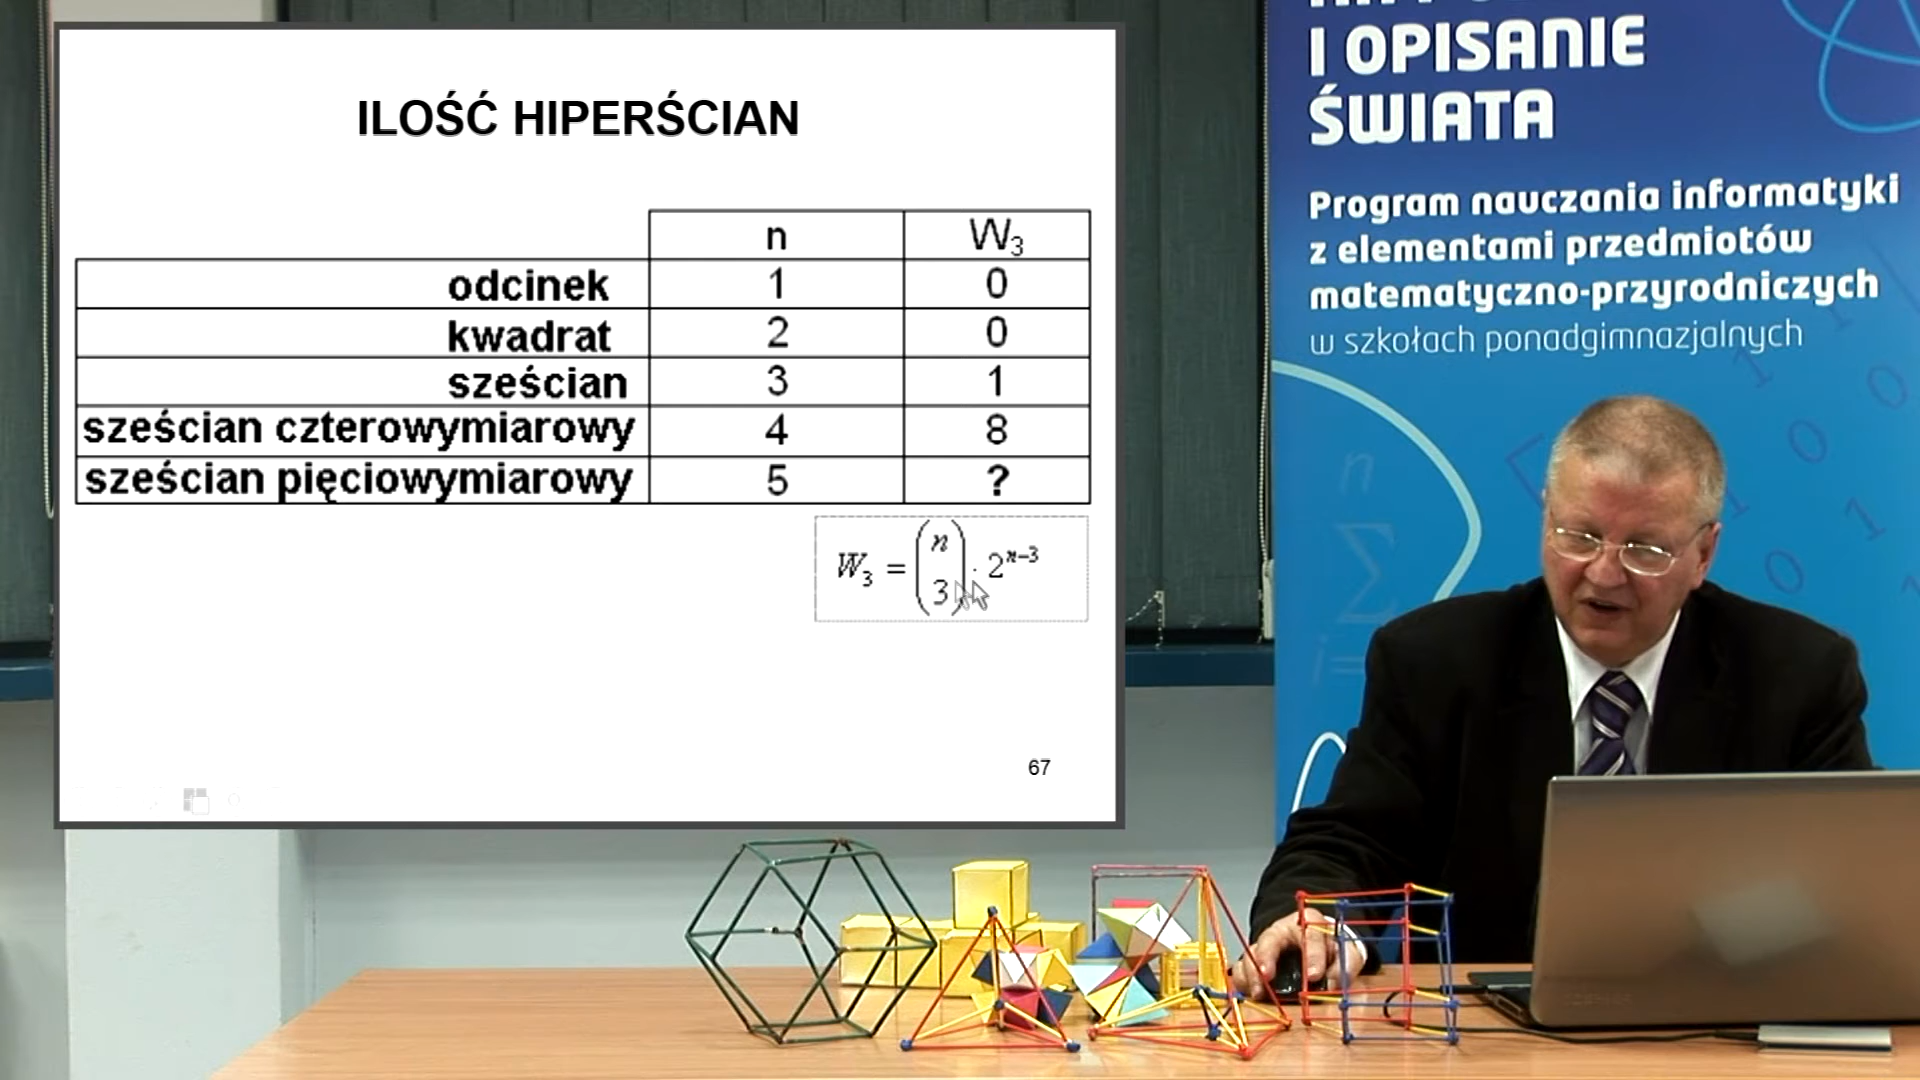 ILOŚĆ HIPERŚCIAN
n W₃
odcinek 1 0
kwadrat 2 0
sześcian 3 1
sześcian czterowymiarowy 4 8
sześcian pięciowymiarowy 5 ?
W₃ = (n 3) · 2ⁿ⁻³
67
I OPISANIE
ŚWIATA
Program nauczania informatyki
z elementami przedmiotów
matematyczno-przyrodniczych
w szkołach ponadgimnazjalnych